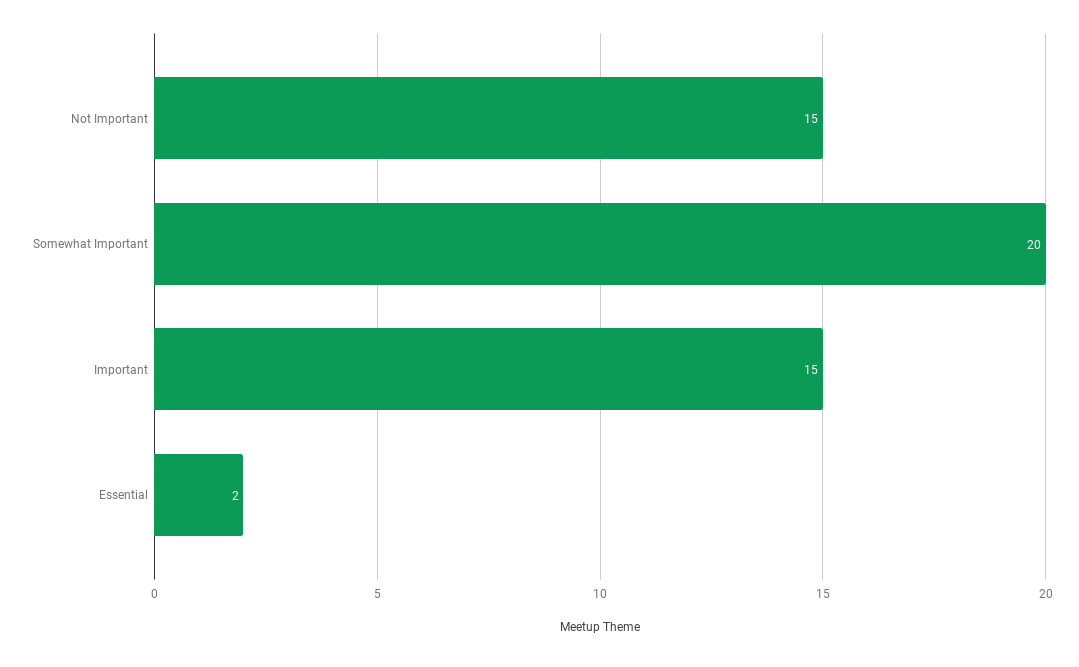 Not Important
15
Somewhat Important
20
Important
15
Essential
2
0 5 10 15 20
Meetup Theme